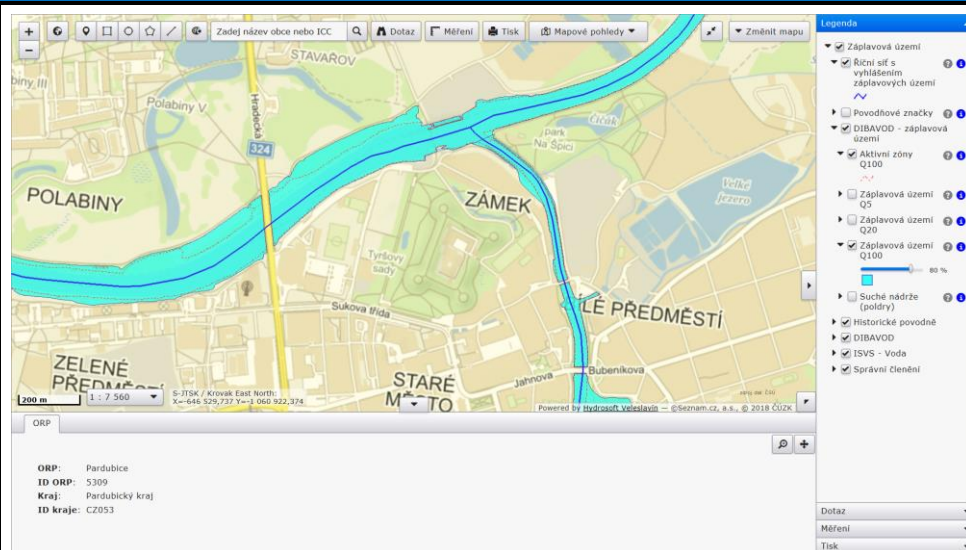 Zadej název obce nebo ICC
Dotaz
Měření
Tisk
Mapové pohledy
Změnit mapu
STAVAŘOV
Polabiny V
Hradecká
324
Čičák
park
Na Špici
POLABINY
ZÁMEK
Velké
jezero
Tyršovy
sady
Sukova třída
LÉ PŘEDMĚSTÍ
ZELENÉ
PŘEDMĚSTÍ
STARÉ
MĚSTO
Jahnova
Bubeníkova
200 m
1 : 7 560
S-JTSK / Krovak East North:
X=-646 529,737 Y=-1 060 922,374
Powered by Hydrosoft Veleslavín — ©Seznam.cz, a.s., © 2018 ČÚZK
Legenda
Záplavová území
Říční síť s
vyhlášením
záplavových území
Povodňové značky
DIBAVOD - záplavová
území
Aktivní zóny
Q100
Záplavová území
Q5
Záplavová území
Q20
Záplavová území
Q100
80 %
Suché nádrže
(poldry)
Historické povodně
DIBAVOD
ISVS - Voda
Správní členění
Dotaz
Měření
Tisk
ORP
ORP: Pardubice
ID ORP: 5309
Kraj: Pardubický kraj
ID kraje: CZ053